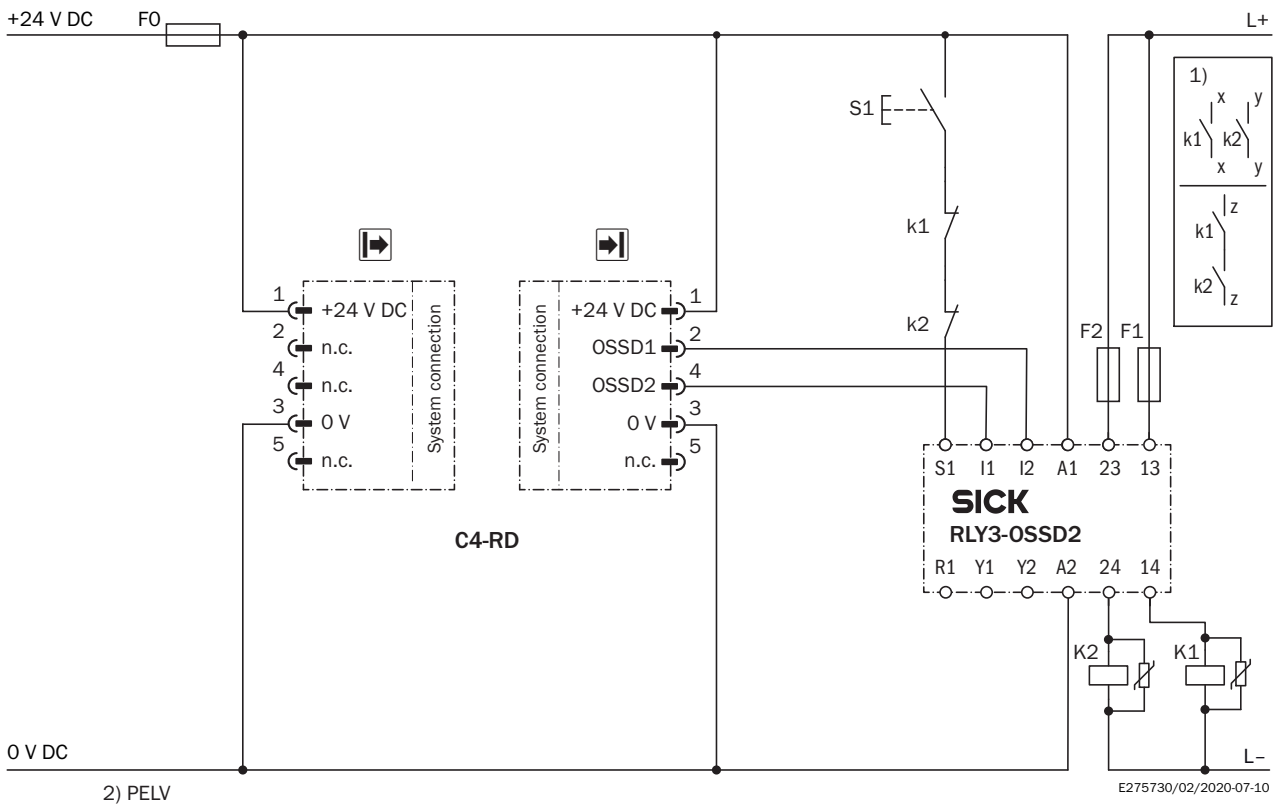 +24 V DC
F0
L+
1)
x y
k1 k2
x y
z
k1
k2
z
S1
k1
k2
F2 F1
1 +24 V DC
2 n.c.
4 n.c.
3 0 V
5 n.c.
System connection
System connection
+24 V DC 1
OSSD1 2
OSSD2 4
0 V 3
n.c. 5
C4-RD
S1 I1 I2 A1 23 13
SICK
RLY3-OSSD2
R1 Y1 Y2 A2 24 14
K2 K1
0 V DC
L–
2) PELV
E275730/02/2020-07-10